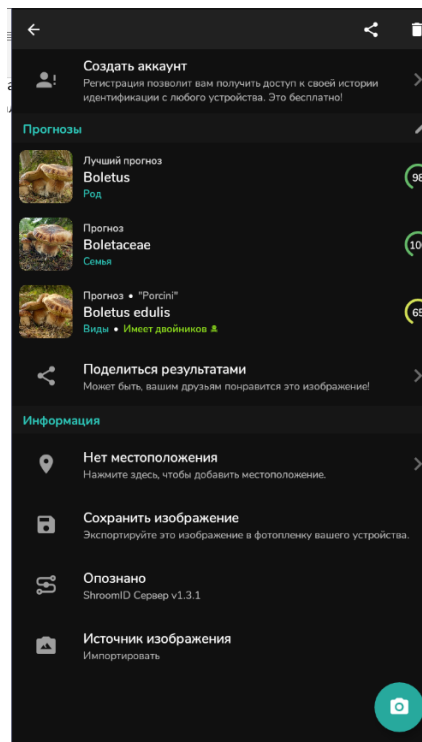 Создать аккаунт
Регистрация позволит вам получить доступ к своей истории
идентификации с любого устройства. Это бесплатно!
Прогнозы
Лучший прогноз
Boletus
98
Род
Прогноз
Boletaceae
Семья
Прогноз • "Porcini"
Boletus edulis
65
Виды • Имеет двойников
Поделиться результатами
Может быть, вашим друзьям понравится это изображение!
Информация
Нет местоположения
Нажмите здесь, чтобы добавить местоположение.
Сохранить изображение
Экспортируйте это изображение в фотопленку вашего устройства.
Опознано
ShroomID Сервер v1.3.1
Источник изображения
Импортировать